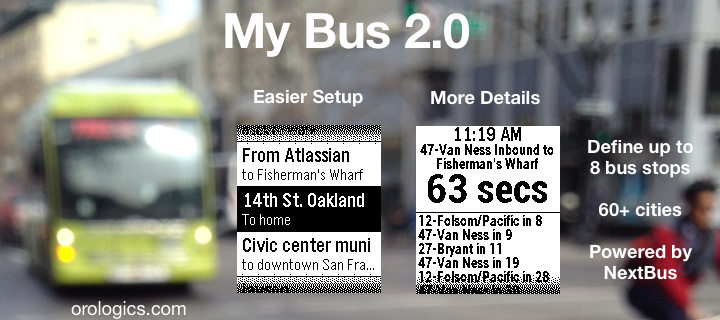 My Bus 2.0
Easier Setup
More Details
From Atlassian
to Fisherman's Wharf
14th St. Oakland
To home
Civic center muni
to downtown San Fra...
11:19 AM
47-Van Ness Inbound to
Fisherman's Wharf
63 secs
12-Folsom/Pacific in 8
47-Van Ness in 9
27-Bryant in 11
47-Van Ness in 19
12-Folsom/Pacific in 28
Define up to
8 bus stops
60+ cities
Powered by
NextBus
orologics.com